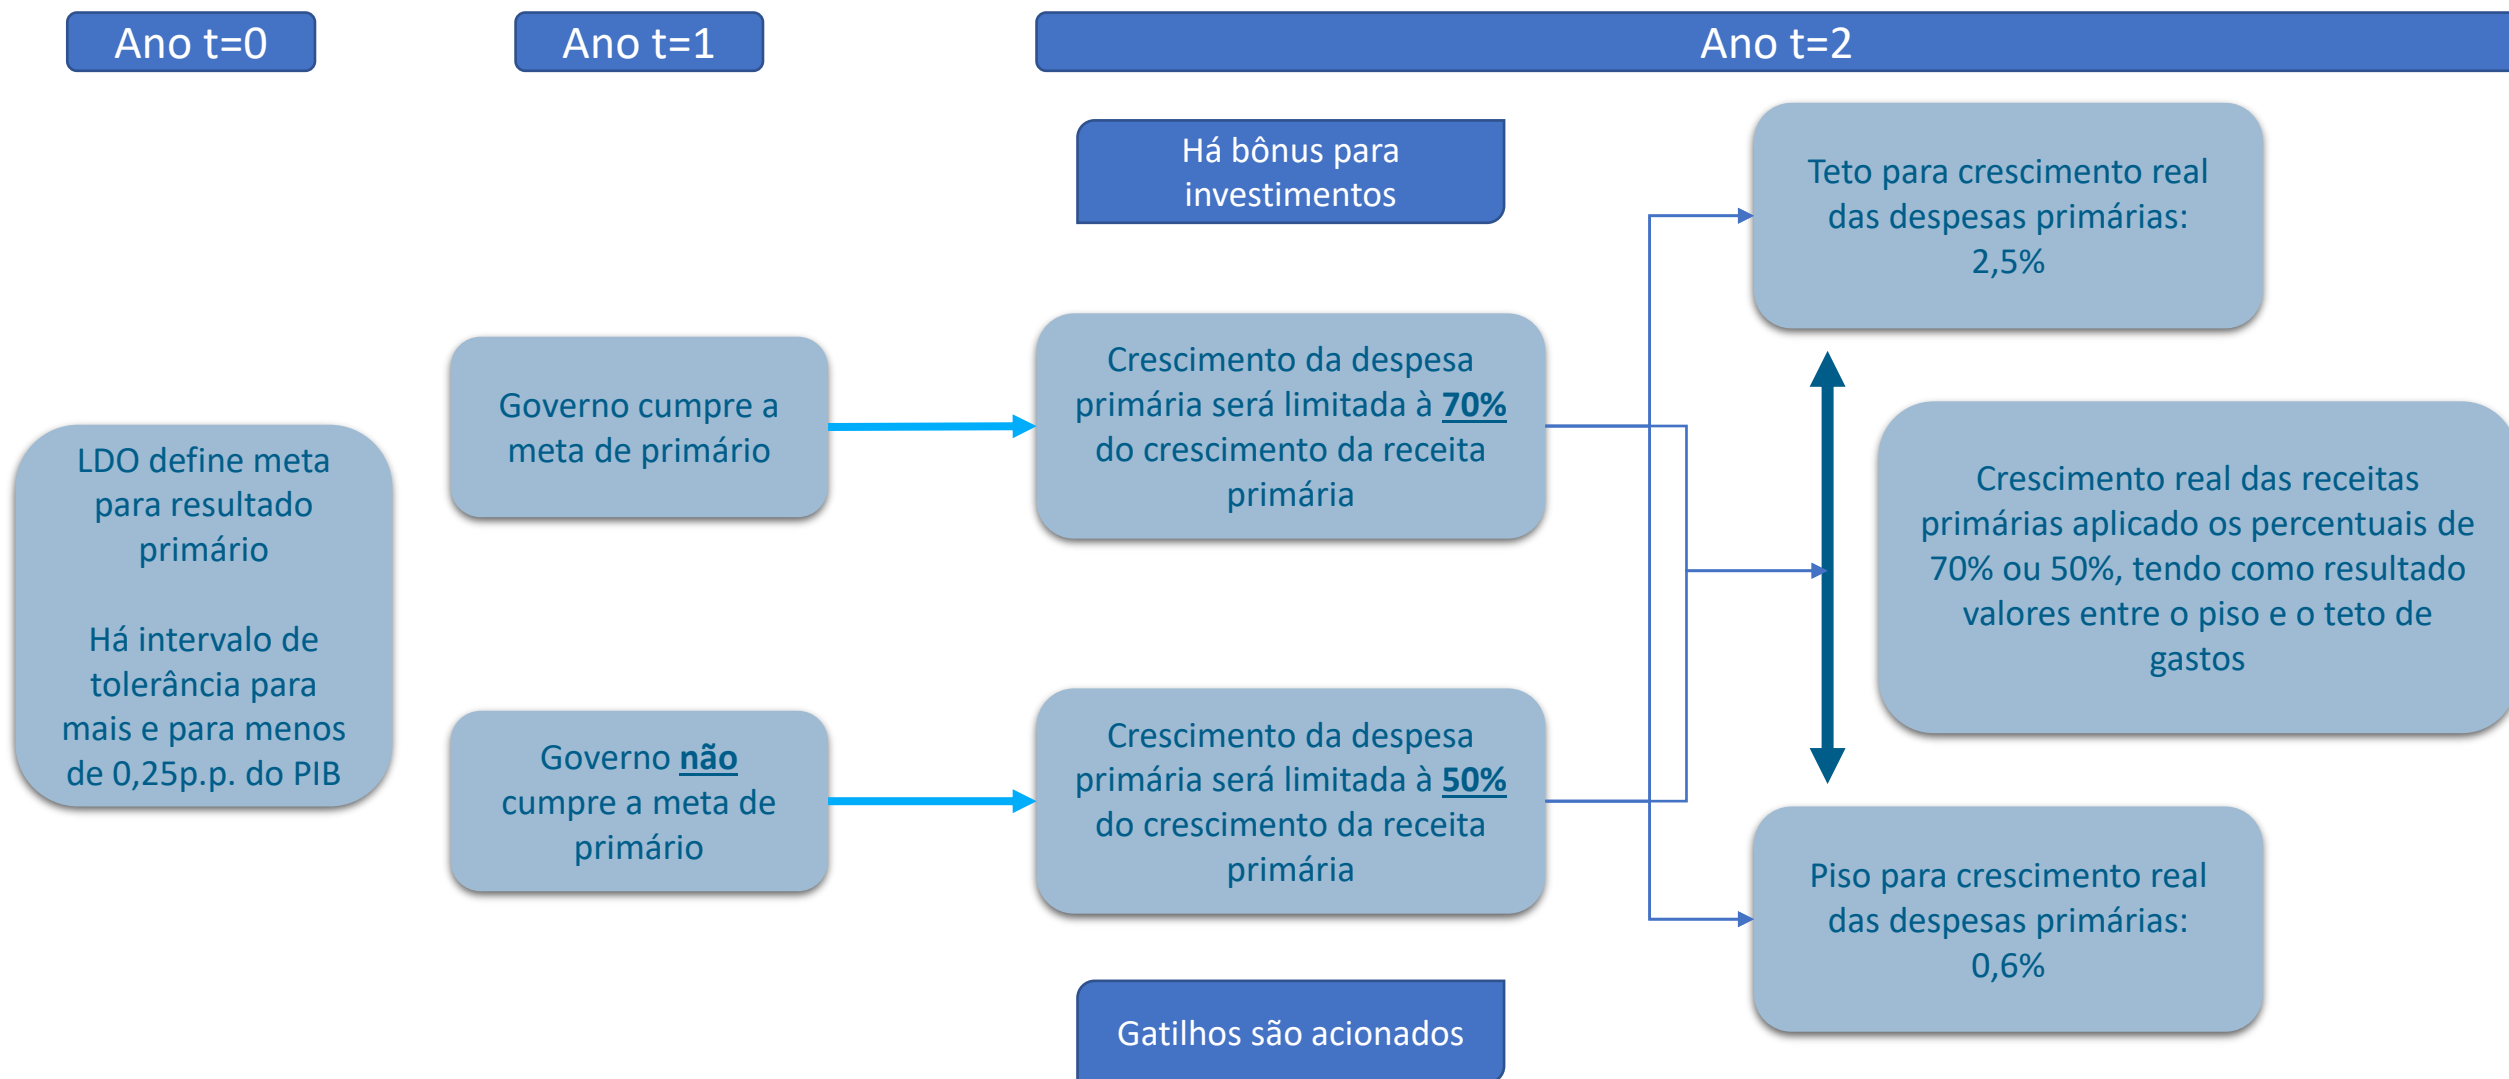 Ano t=0
Ano t=1
Ano t=2
LDO define meta
para resultado
primário
Há intervalo de
tolerância para
mais e para menos
de 0,25p.p. do PIB
Governo cumpre a
meta de primário
Governo não
cumpre a meta de
primário
Há bônus para
investimentos
Crescimento da despesa
primária será limitada à 70%
do crescimento da receita
primária
Crescimento da despesa
primária será limitada à 50%
do crescimento da receita
primária
Gatilhos são acionados
Teto para crescimento real
das despesas primárias:
2,5%
Crescimento real das receitas
primárias aplicado os percentuais de
70% ou 50%, tendo como resultado
valores entre o piso e o teto de
gastos
Piso para crescimento real
das despesas primárias:
0,6%